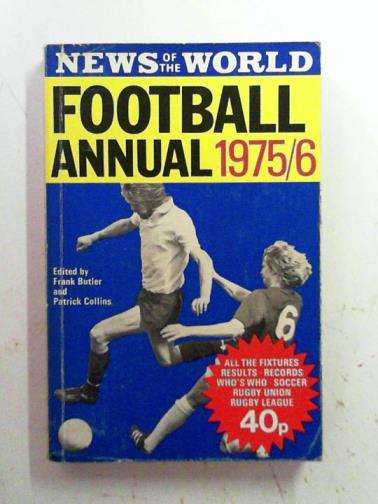 NEWS OF THE WORLD
FOOTBALL
ANNUAL 1975/6
Edited by
Frank Butler
and
Patrick Collins
6
ALL THE FIXTURES
RESULTS · RECORDS
WHO'S WHO · SOCCER
RUGBY UNION
RUGBY LEAGUE
40p